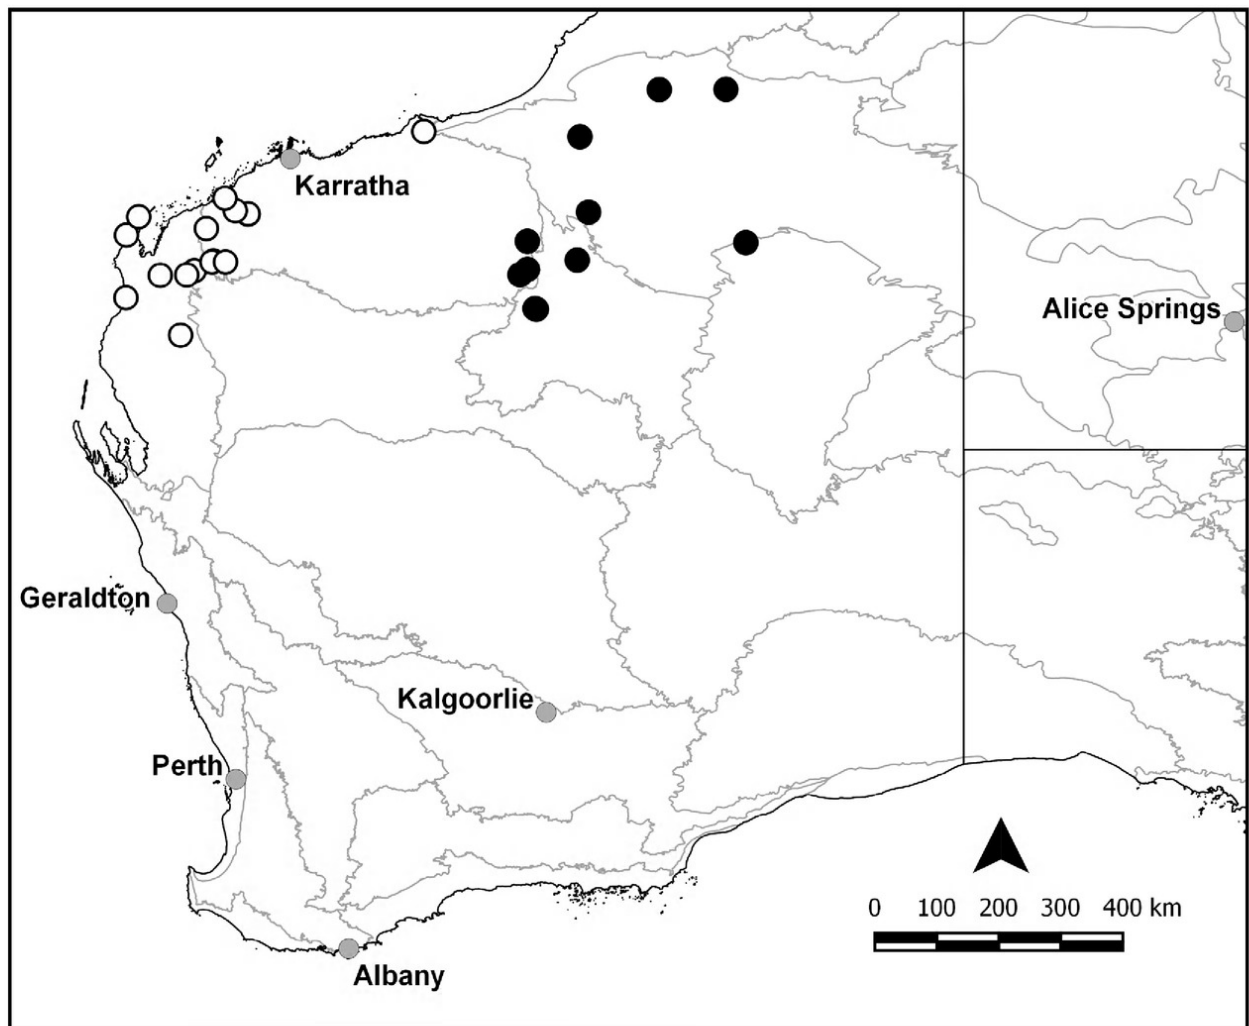 Karratha
Alice Springs
Geraldton
Kalgoorlie
Perth
0 100 200 300 400 km
Albany